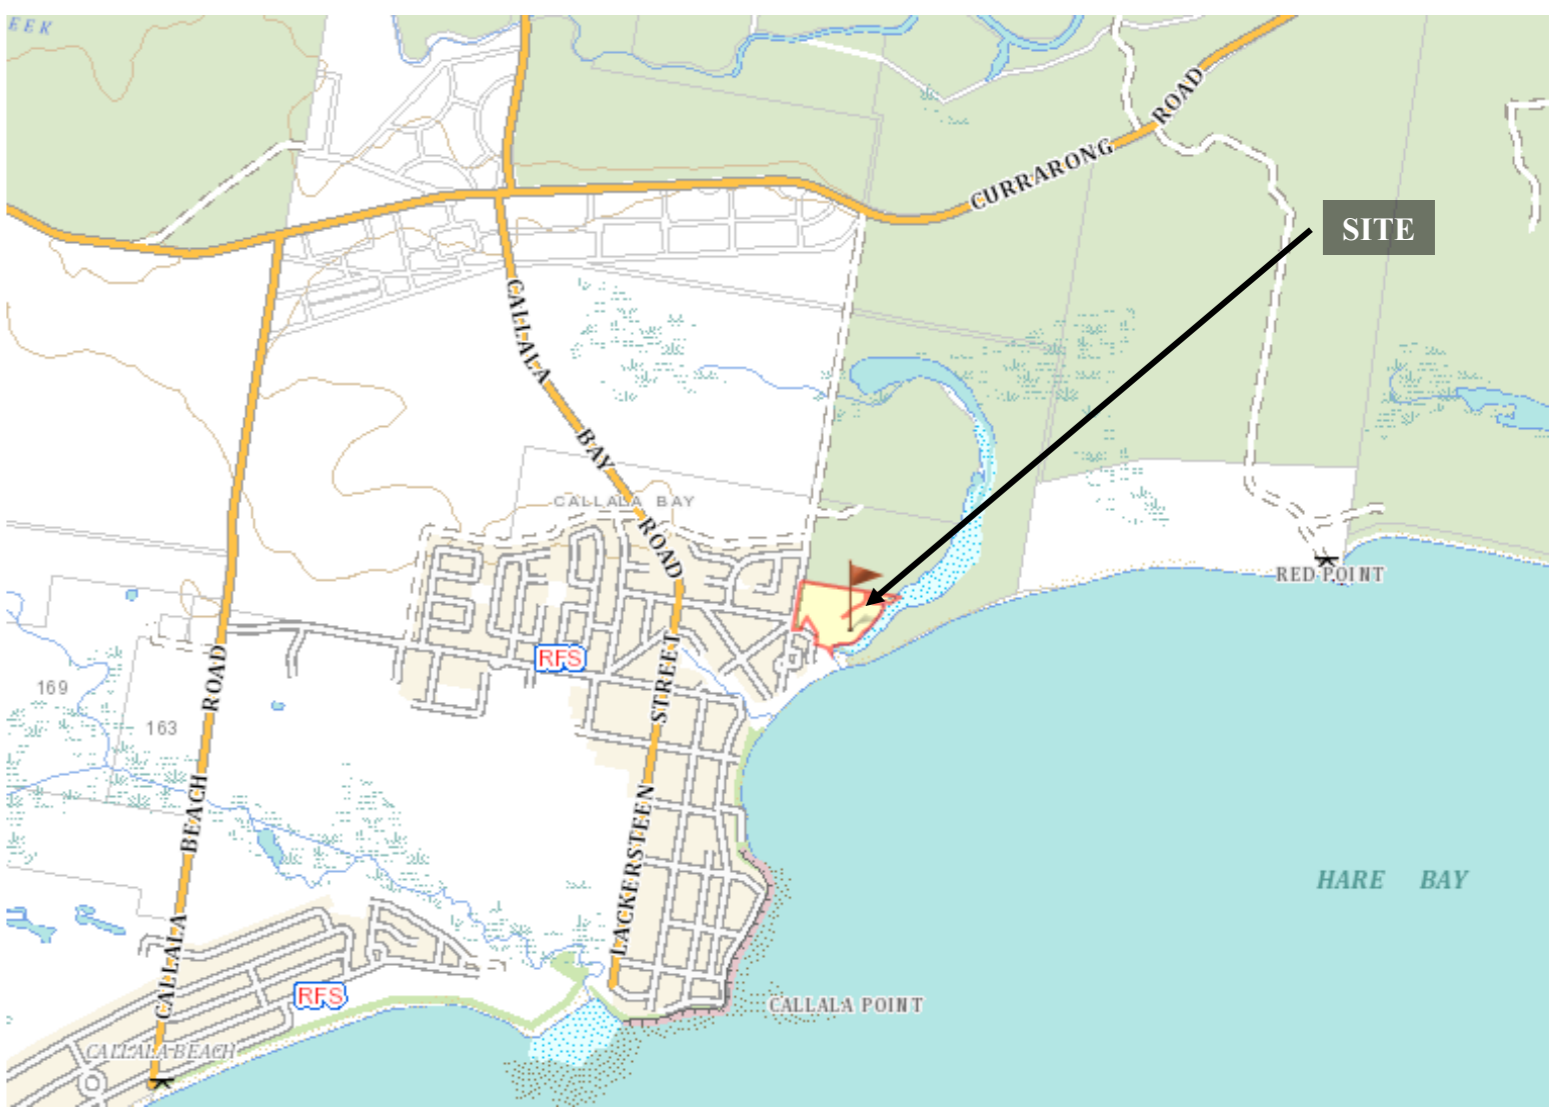 EEK
ROAD
CURRARONG
SITE
CALLALA
BAY
CALLALA BAY
ROAD
RED POINT
RFS
ROAD
STREET
169
163
BEACH
HARE BAY
LACKERSTEEN
CALLALA
RFS
CALLALA POINT
CALLALA BEACH